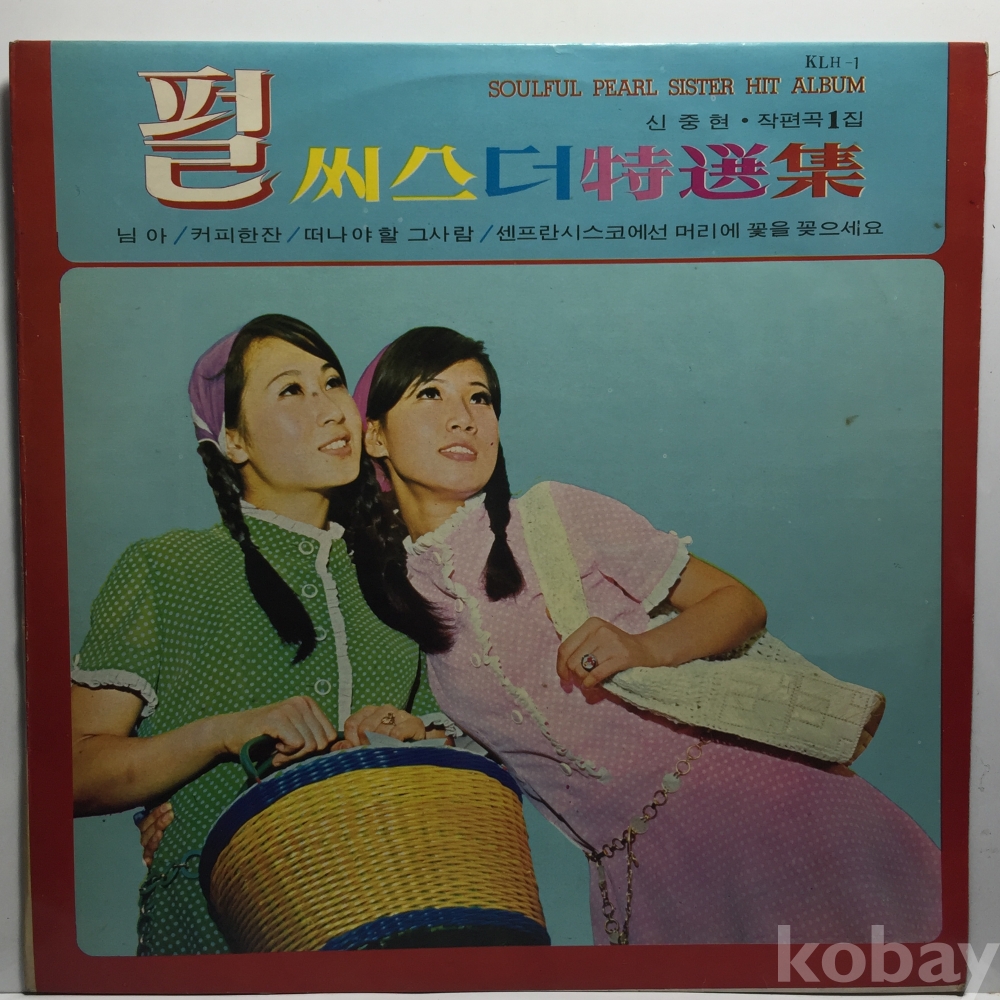 KLH-1
SOULFUL PEARL SISTER HIT ALBUM
신중현·작편곡1집
펄
씨스더特選集
님아/커피한잔/떠나야할 그사람/센프란시스코에선 머리에 꽃을 꽂으세요
kobay